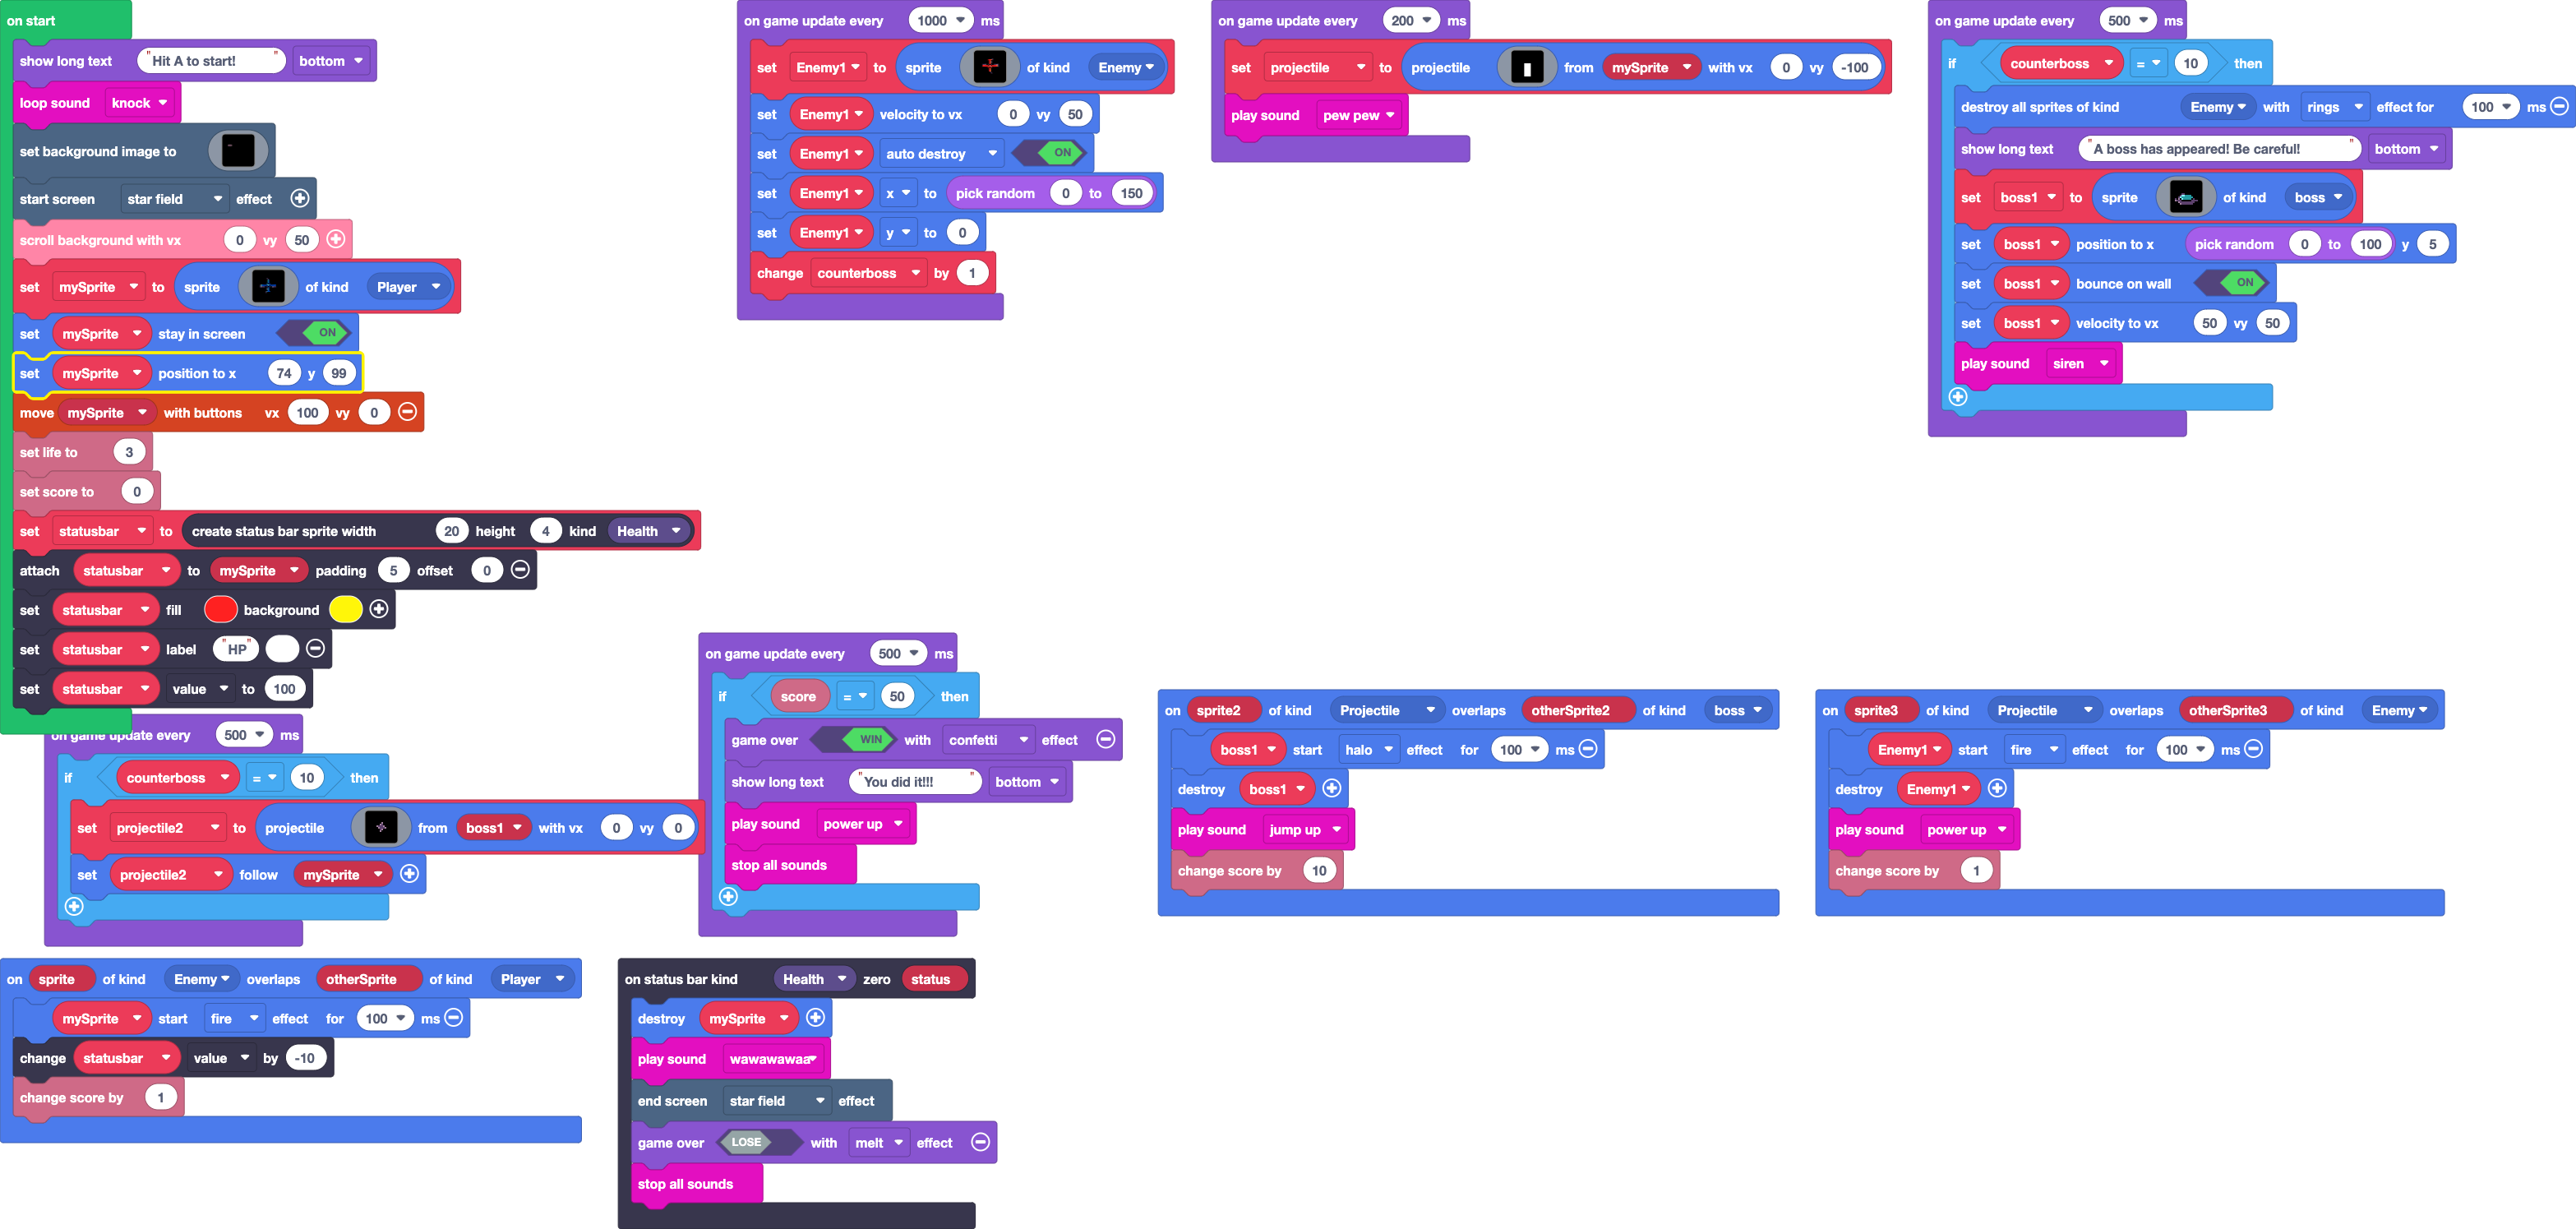 on start
show long text "Hit A to start!" bottom
loop sound knock
set background image to
start screen star field effect
scroll background with vx 0 vy 50
set mySprite to sprite of kind Player
set mySprite stay in screen ON
set mySprite position to x 74 y 99
move mySprite with buttons vx 100 vy 0
set life to 3
set score to 0
set statusbar to create status bar sprite width 20 height 4 kind Health
attach statusbar to mySprite padding 5 offset 0
set statusbar fill background
set statusbar label "HP"
set statusbar value to 100
on game update every 1000 ms
set Enemy1 to sprite of kind Enemy
set Enemy1 velocity to vx 0 vy 50
set Enemy1 auto destroy ON
set Enemy1 x to pick random 0 to 150
set Enemy1 y to 0
change counterboss by 1
on game update every 200 ms
set projectile to projectile from mySprite with vx 0 vy -100
play sound pew pew
on game update every 500 ms
if counterboss = 10 then
destroy all sprites of kind Enemy with rings effect for 100 ms
show long text "A boss has appeared! Be careful!" bottom
set boss1 to sprite of kind boss
set boss1 position to x pick random 0 to 100 y 5
set boss1 bounce on wall ON
set boss1 velocity to vx 50 vy 50
play sound siren
on game update every 500 ms
if counterboss = 10 then
set projectile2 to projectile from boss1 with vx 0 vy 0
set projectile2 follow mySprite
on game update every 500 ms
if score = 50 then
game over WIN with confetti effect
show long text "You did it!!!" bottom
play sound power up
stop all sounds
on sprite2 of kind Projectile overlaps otherSprite2 of kind boss
boss1 start halo effect for 100 ms
destroy boss1
play sound jump up
change score by 10
on sprite3 of kind Projectile overlaps otherSprite3 of kind Enemy
Enemy1 start fire effect for 100 ms
destroy Enemy1
play sound power up
change score by 1
on sprite of kind Enemy overlaps otherSprite of kind Player
mySprite start fire effect for 100 ms
change statusbar value by -10
change score by 1
on status bar kind Health zero status
destroy mySprite
play sound wawawawaa
end screen star field effect
game over LOSE with melt effect
stop all sounds